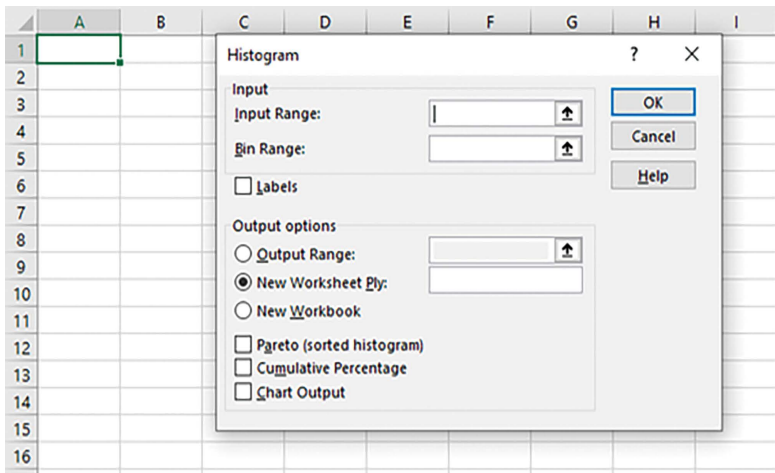 A B C D E F G H I
1
2
3
4
5
6
7
8
9
10
11
12
13
14
15
16
Histogram ? ×
Input
Input Range:
Bin Range:
Labels
OK
Cancel
Help
Output options
Output Range:
New Worksheet Ply:
New Workbook
Pareto (sorted histogram)
Cumulative Percentage
Chart Output